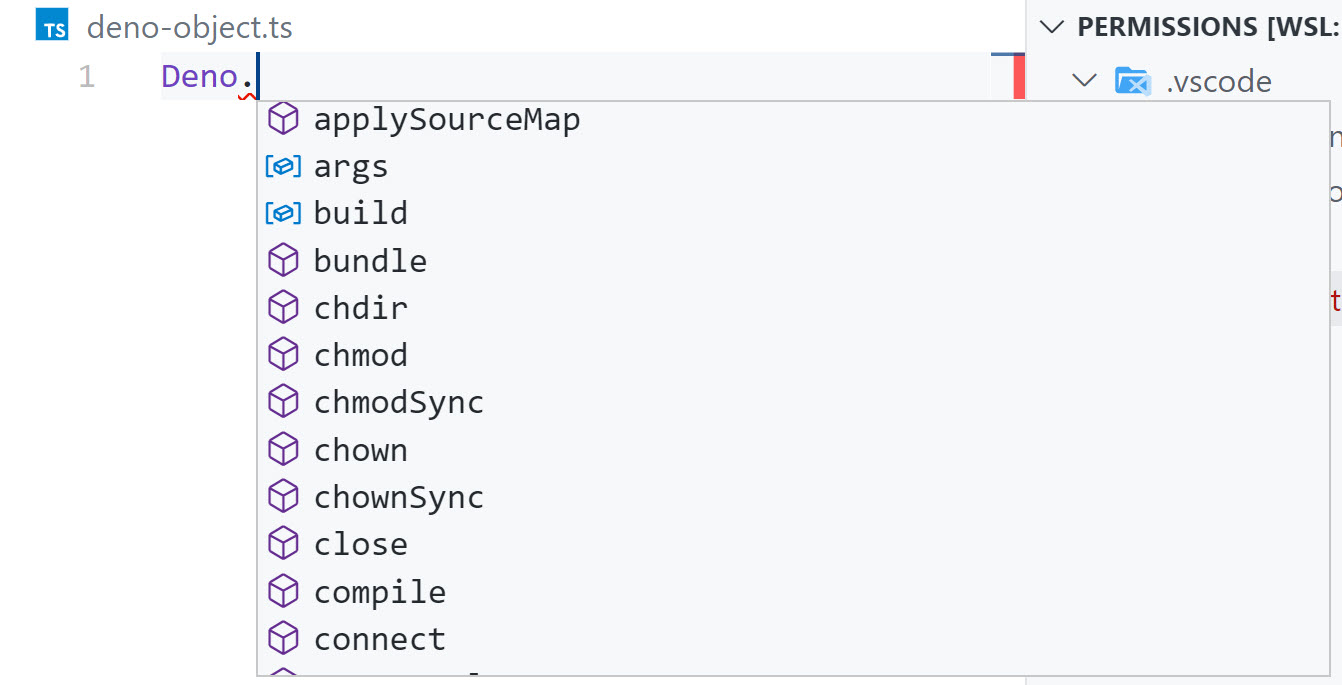 TS deno-object.ts
PERMISSIONS [WSL:
1 Deno.
.vscode
applySourceMap
args
build
bundle
chdir
chmod
chmodSync
chown
chownSync
close
compile
connect